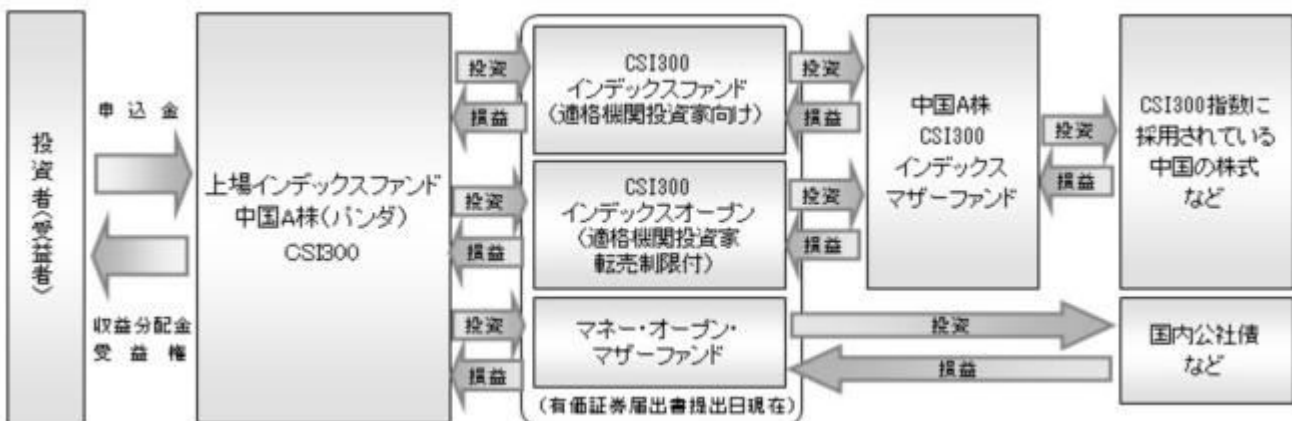 投資者(受益者)
申込金
収益分配金
受益権
上場インデックスファンド
中国A株(パンダ)
CSI300
投資
損益
投資
損益
投資
損益
CSI300
インデックスファンド
(適格機関投資家向け)
CSI300
インデックスオープン
(適格機関投資家
転売制限付)
マネー・オープン・
マザーファンド
(有価証券届出書提出日現在)
投資
損益
投資
損益
中国A株
CSI300
インデックス
マザーファンド
投資
損益
CSI300指数に
採用されている
中国の株式
など
投資
損益
国内公社債
など